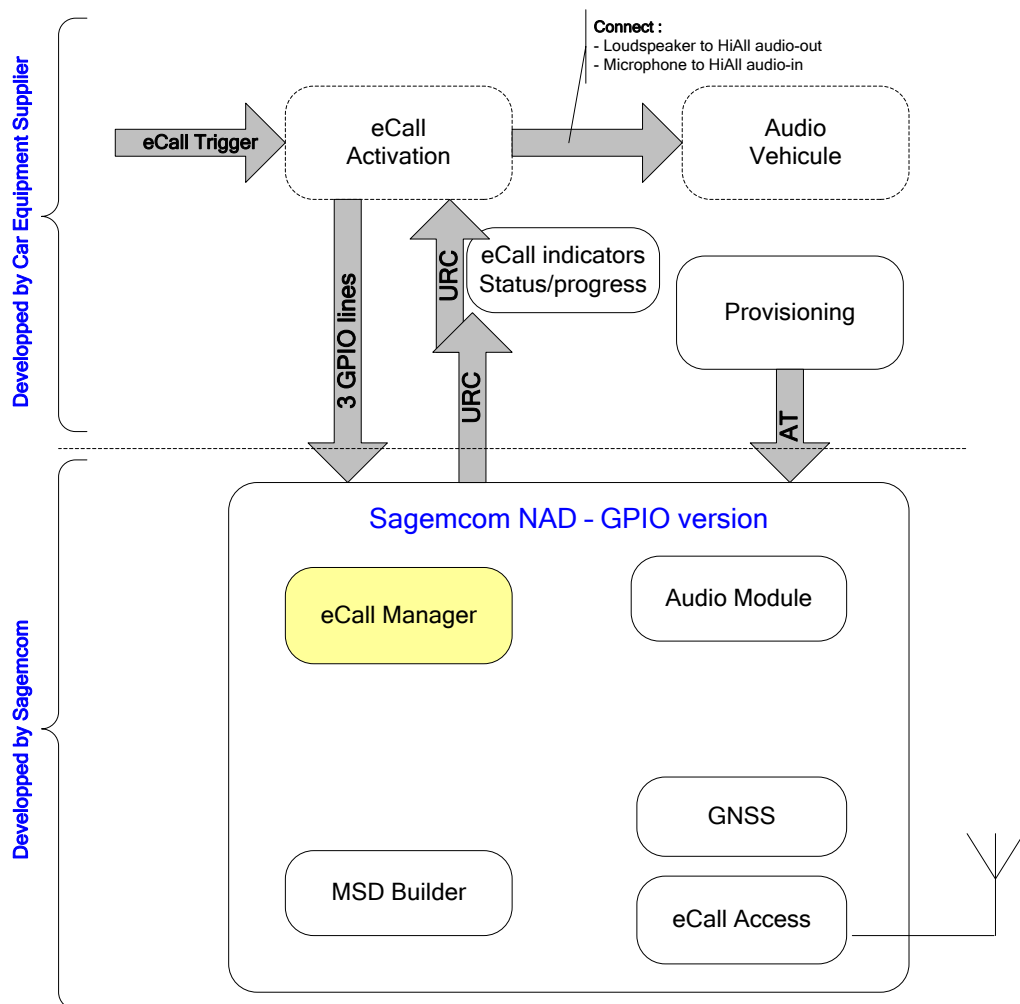 Connect :
- Loudspeaker to HiAll audio-out
- Microphone to HiAll audio-in
eCall Trigger
eCall
Activation
Audio
Vehicule
Developped by Car Equipment Supplier
3 GPIO lines
URC
eCall indicators
Status/progress
URC
Provisioning
AT
Developped by Sagemcom
Sagemcom NAD - GPIO version
eCall Manager
Audio Module
GNSS
MSD Builder
eCall Access